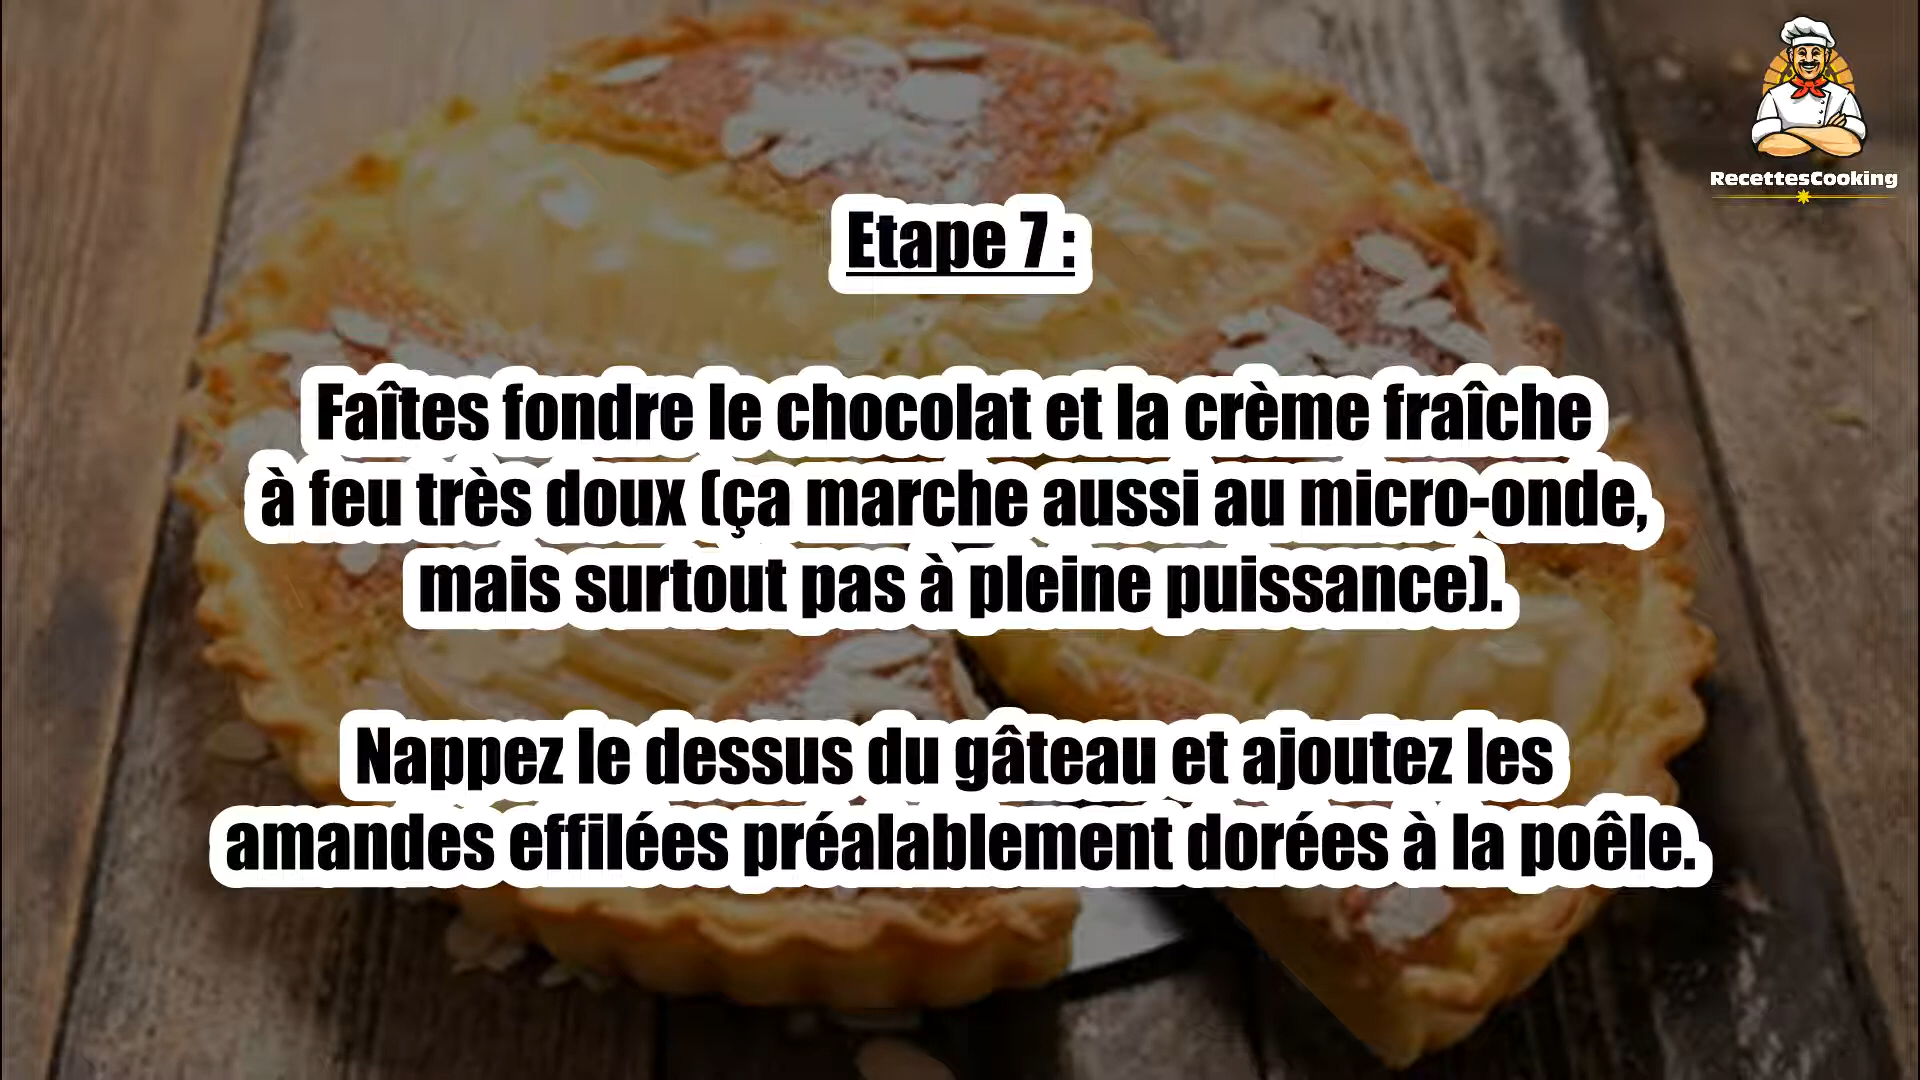 RecettesCooking
Etape 7 :
Faîtes fondre le chocolat et la crème fraîche
à feu très doux (ça marche aussi au micro-onde,
mais surtout pas à pleine puissance).
Nappez le dessus du gâteau et ajoutez les
amandes effilées préalablement dorées à la poêle.